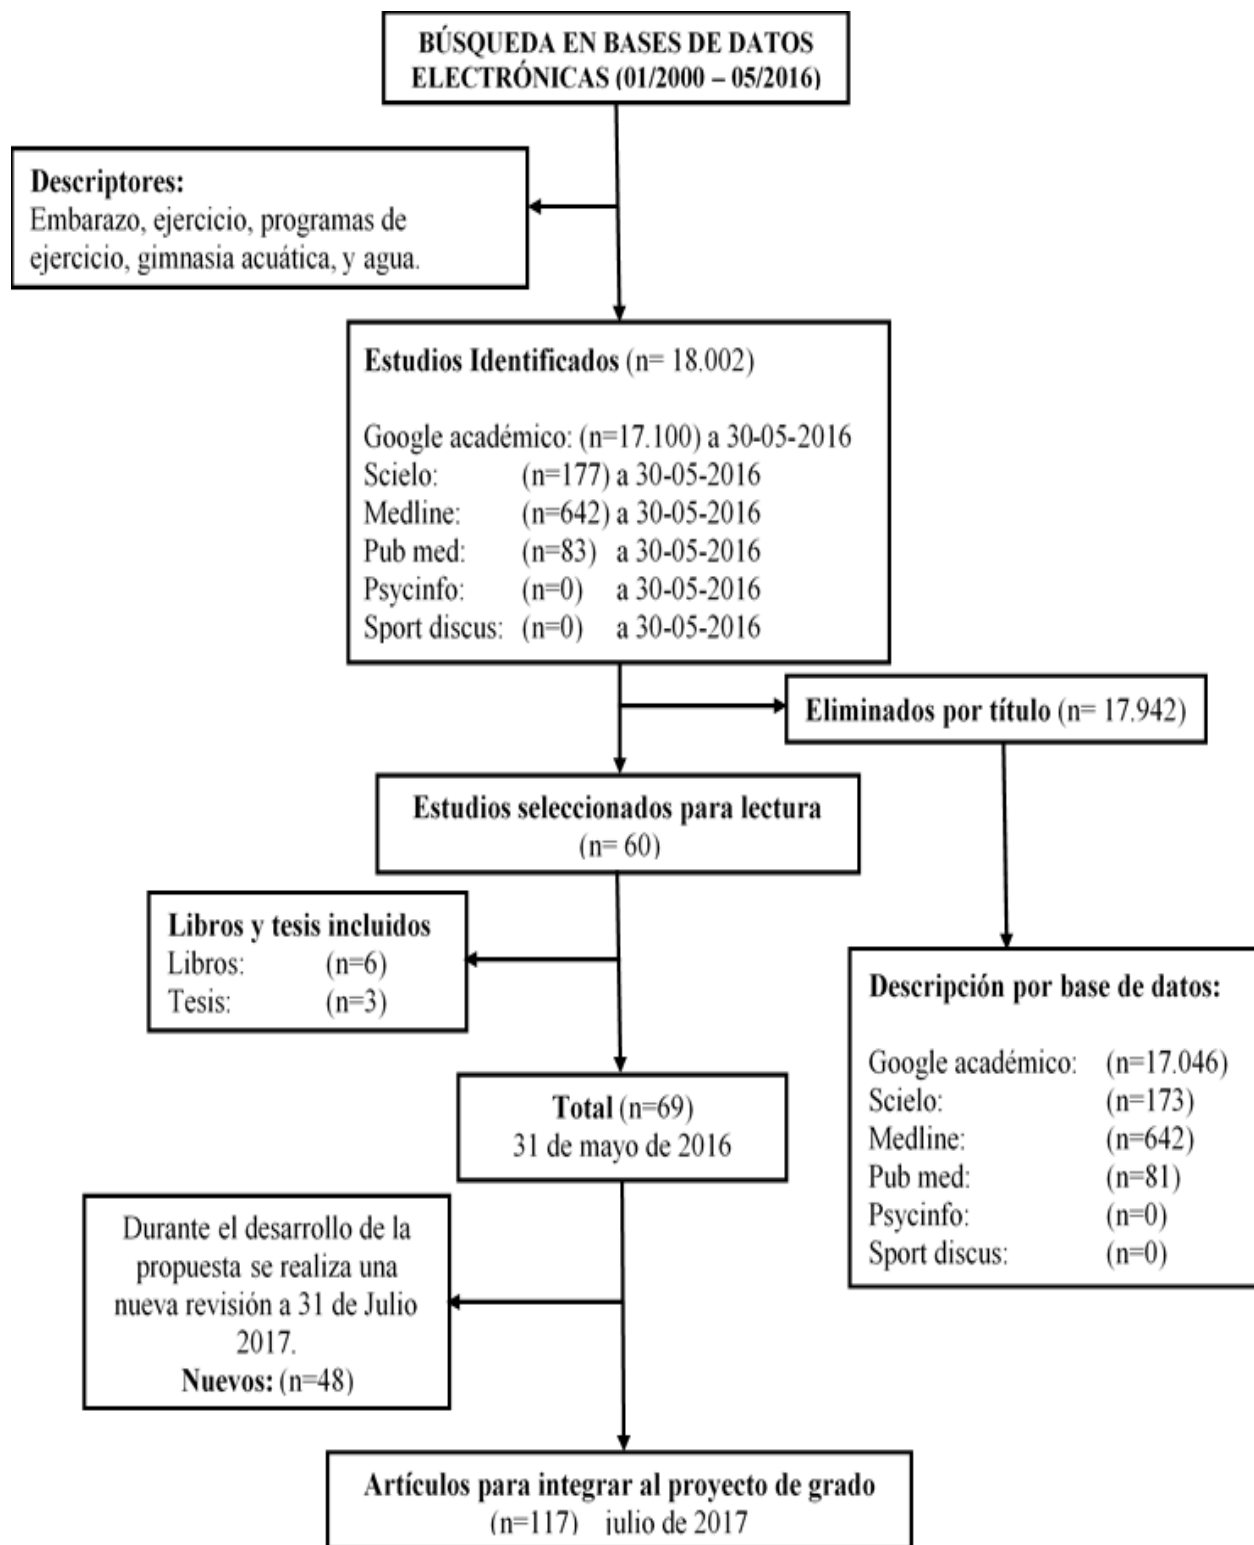 BÚSQUEDA EN BASES DE DATOS
ELECTRÓNICAS (01/2000 – 05/2016)
Descriptores:
Embarazo, ejercicio, programas de
ejercicio, gimnasia acuática, y agua.
Estudios Identificados (n= 18.002)
Google académico: (n=17.100) a 30-05-2016
Scielo: (n=177) a 30-05-2016
Medline: (n=642) a 30-05-2016
Pub med: (n=83) a 30-05-2016
Psycinfo: (n=0) a 30-05-2016
Sport discus: (n=0) a 30-05-2016
Eliminados por título (n= 17.942)
Estudios seleccionados para lectura
(n= 60)
Libros y tesis incluidos
Libros: (n=6)
Tesis: (n=3)
Descripción por base de datos:
Google académico: (n=17.046)
Scielo: (n=173)
Medline: (n=642)
Pub med: (n=81)
Psycinfo: (n=0)
Sport discus: (n=0)
Total (n=69)
31 de mayo de 2016
Durante el desarrollo de la
propuesta se realiza una
nueva revisión a 31 de Julio
2017.
Nuevos: (n=48)
Artículos para integrar al proyecto de grado
(n=117) julio de 2017